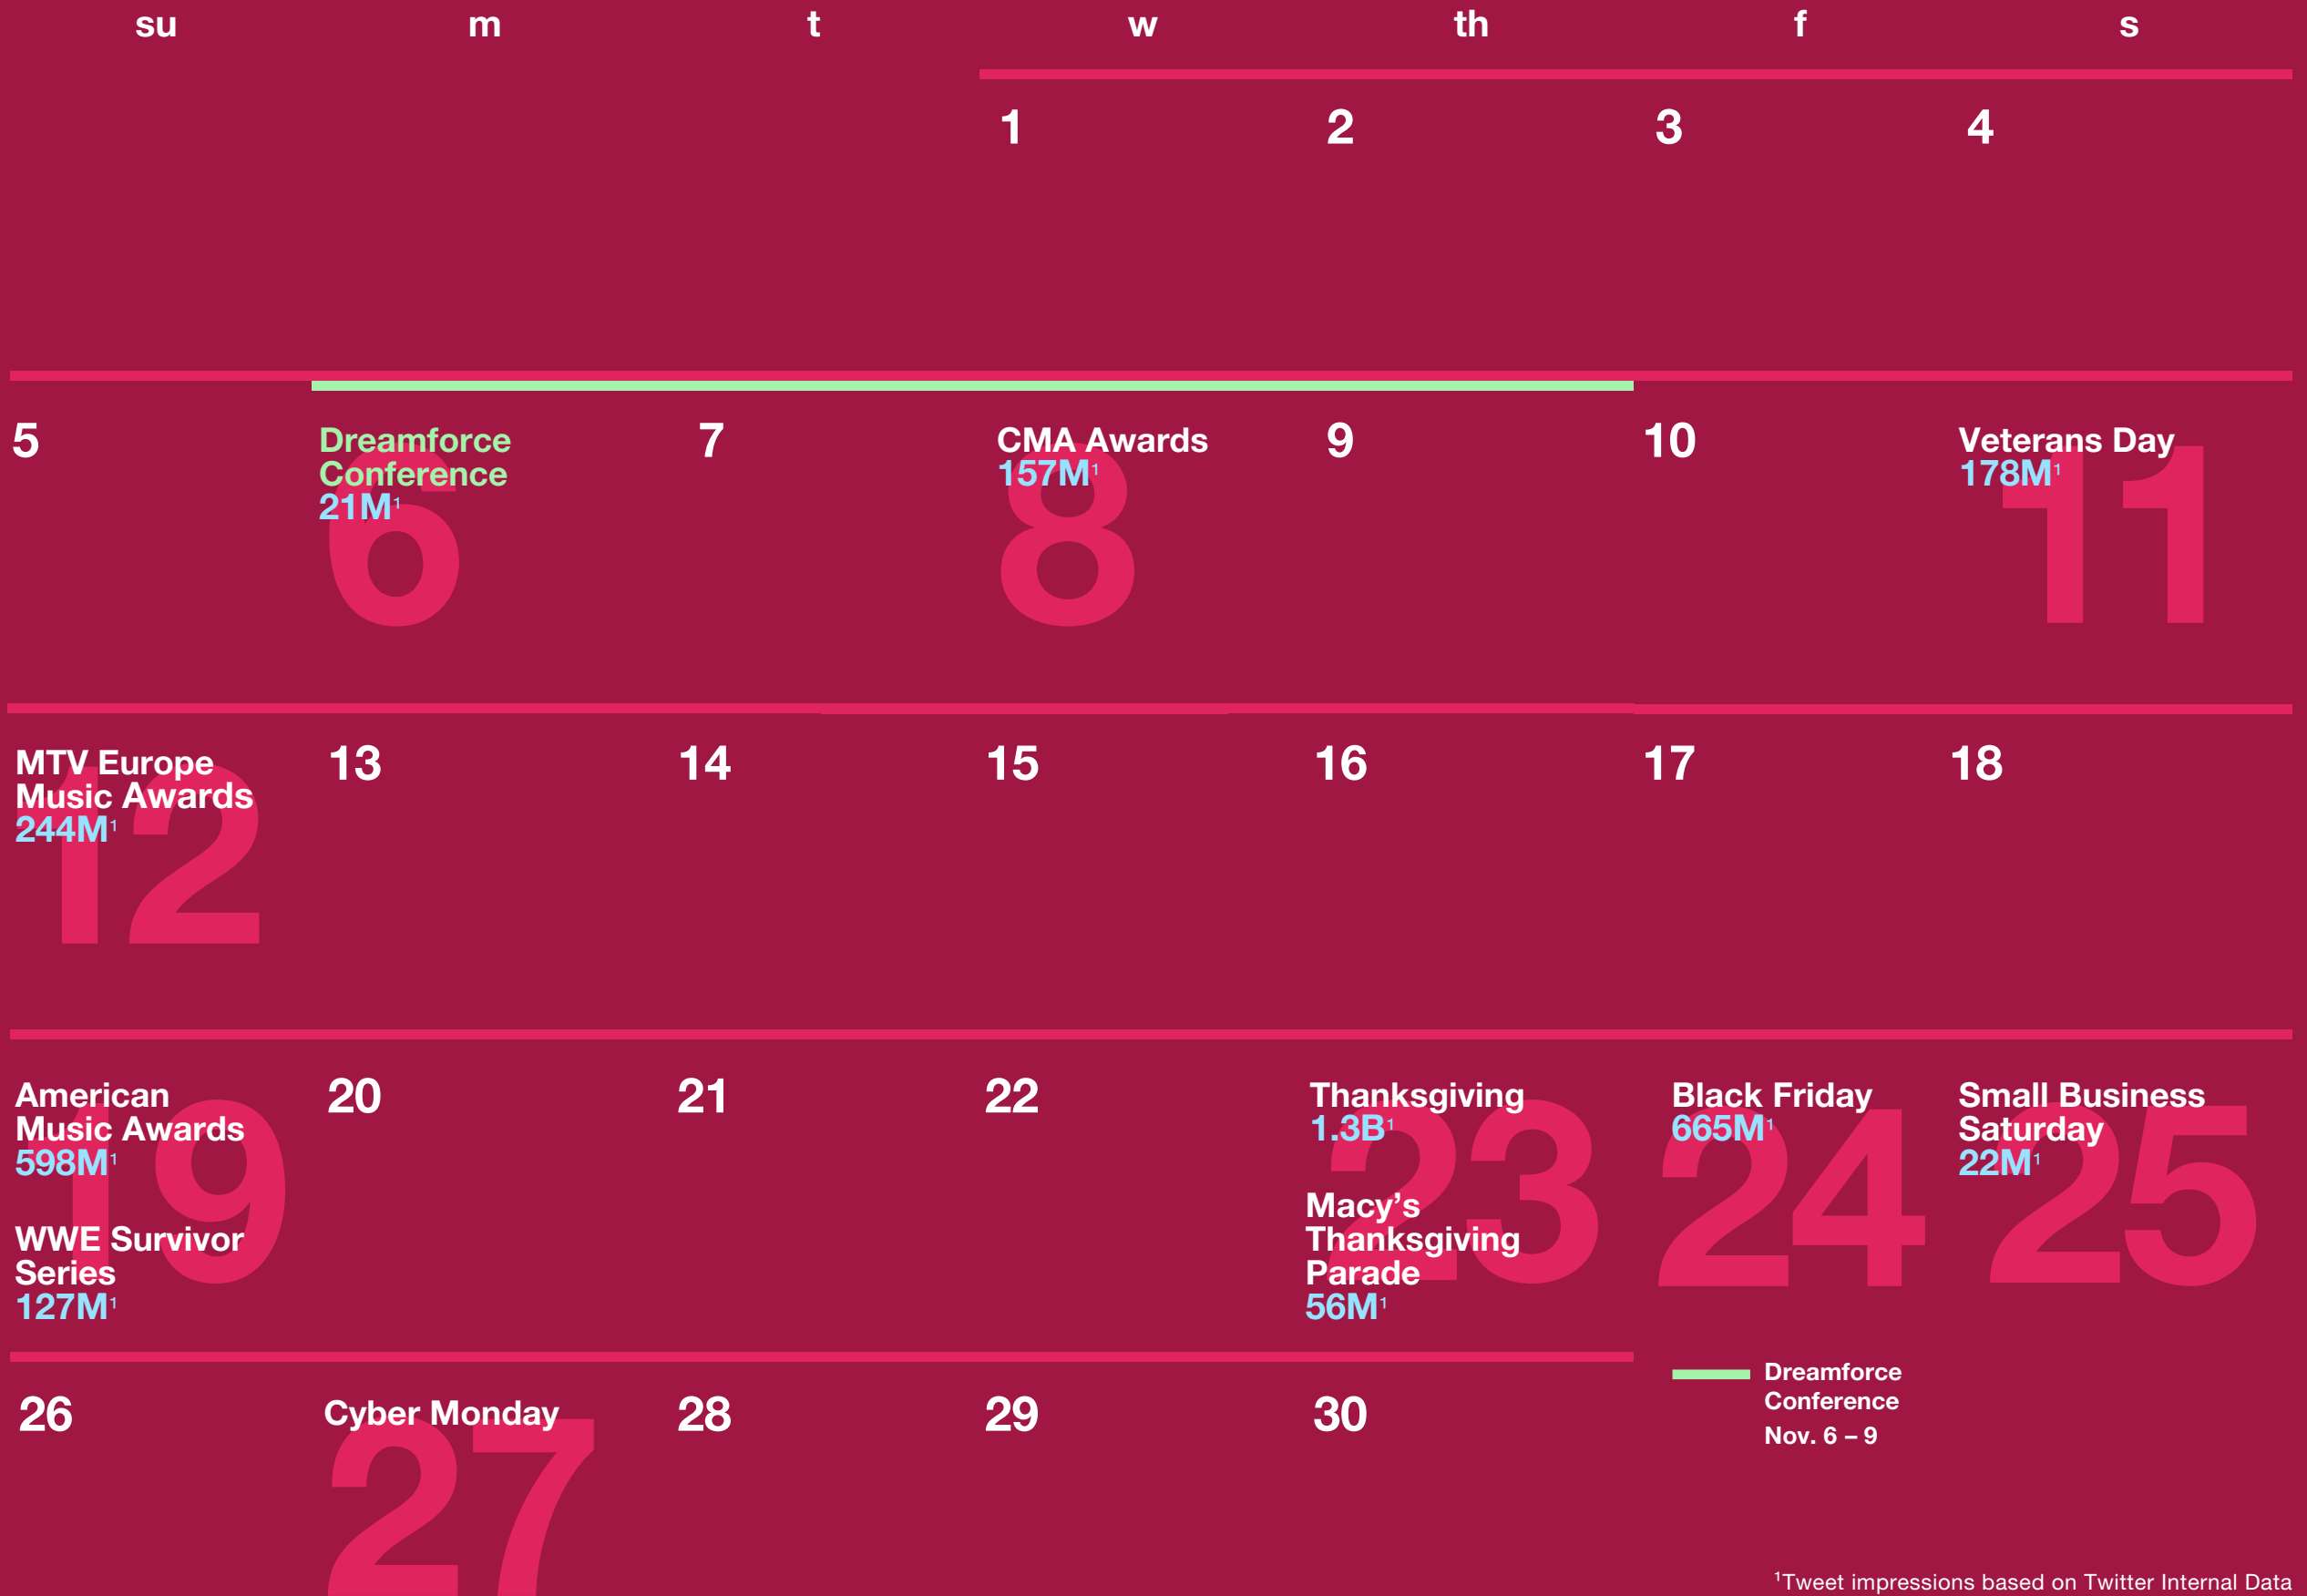 su m t w th f s
1 2 3 4
5
Dreamforce
Conference
21M¹
6
7
CMA Awards
157M¹
8
9
10
Veterans Day
178M¹
11
MTV Europe
Music Awards
244M¹
12
13
14
15
16
17
18
American
Music Awards
598M¹
WWE Survivor
Series
127M¹
19
20
21
22
Thanksgiving
1.3B¹
Macy’s
Thanksgiving
Parade
56M¹
23
Black Friday
665M¹
24
Small Business
Saturday
22M¹
25
26
Cyber Monday
27
28
29
30
Dreamforce
Conference
Nov. 6 – 9
¹Tweet impressions based on Twitter Internal Data